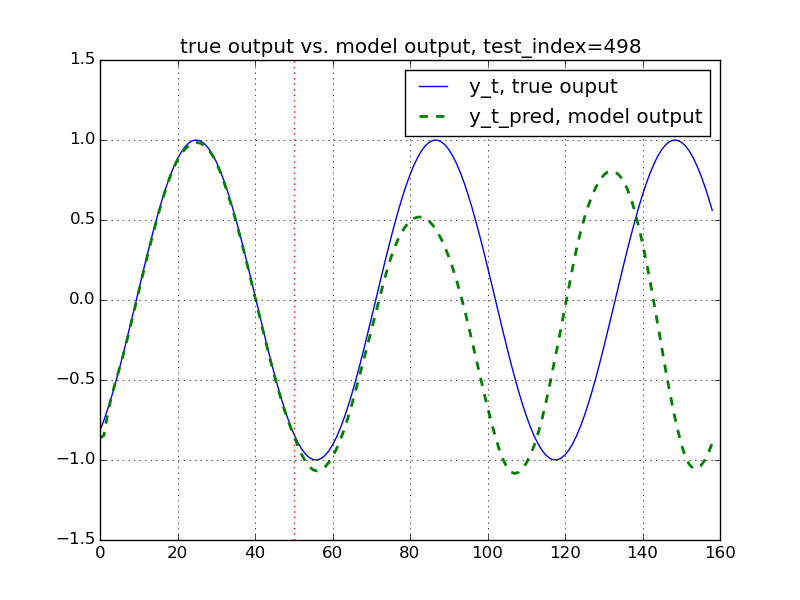 true output vs. model output, test_index=498
y_t, true ouput
y_t_pred, model output
1.5
1.0
0.5
0.0
−0.5
−1.0
−1.5
0 20 40 60 80 100 120 140 160